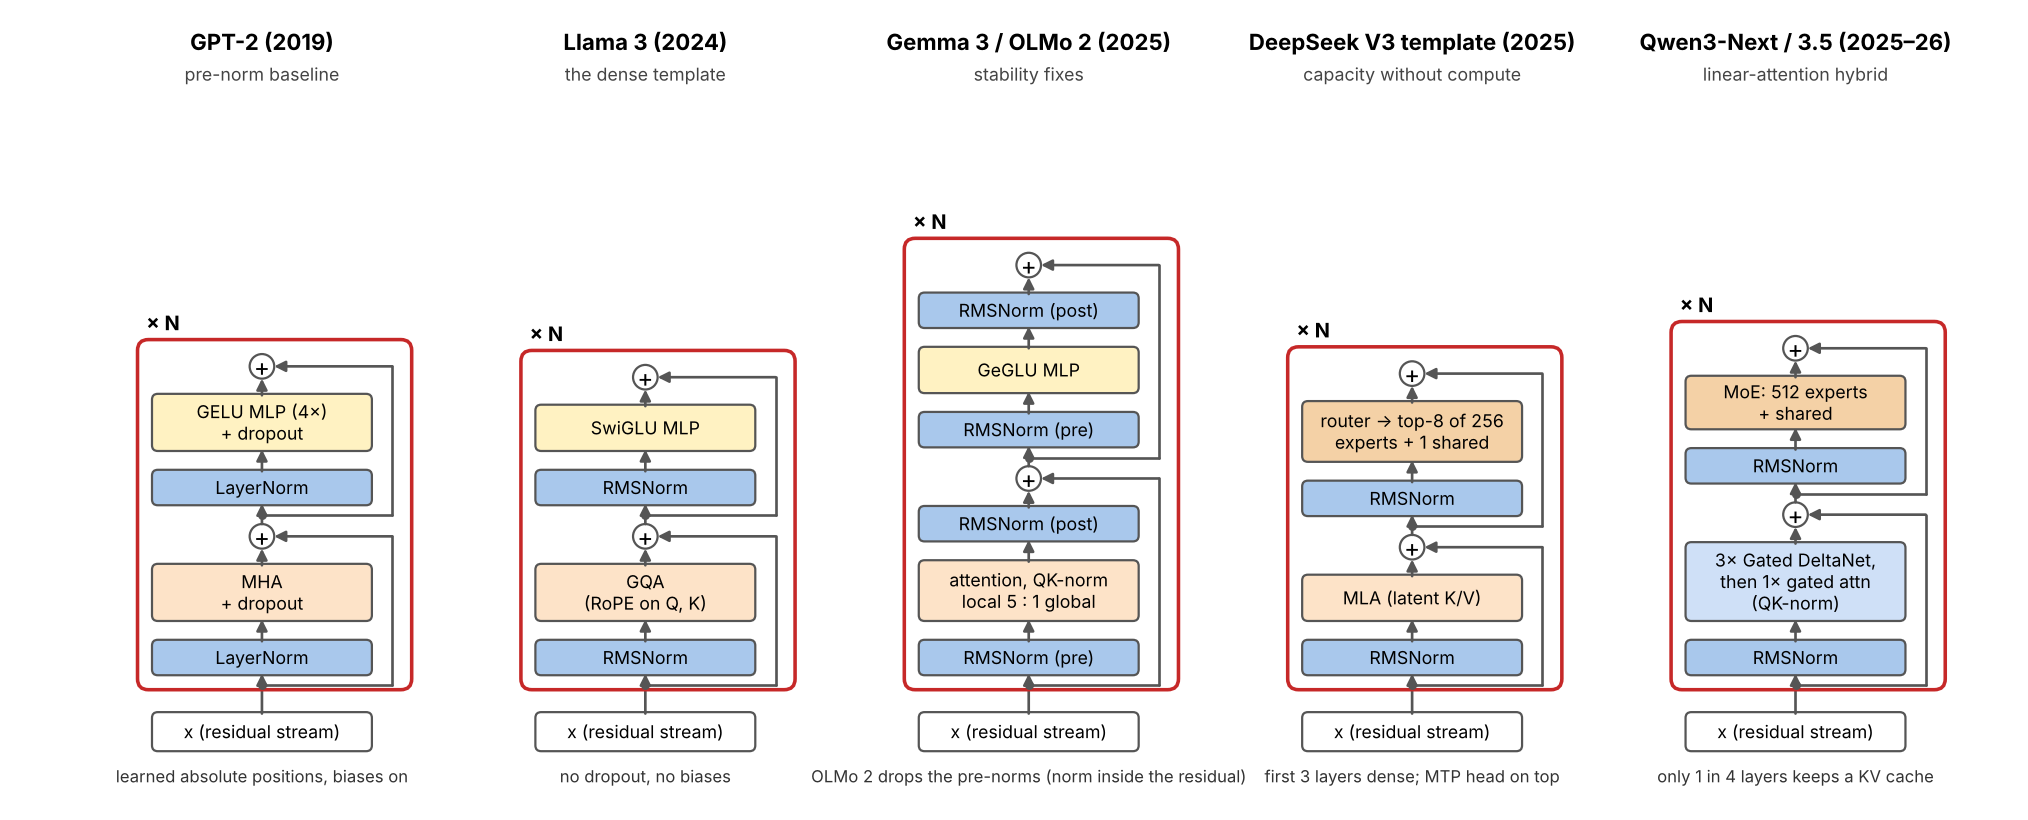 GPT-2 (2019)
pre-norm baseline
× N
+
GELU MLP (4×)
+ dropout
LayerNorm
+
MHA
+ dropout
LayerNorm
x (residual stream)
learned absolute positions, biases on
Llama 3 (2024)
the dense template
× N
+
SwiGLU MLP
RMSNorm
+
GQA
(RoPE on Q, K)
RMSNorm
x (residual stream)
no dropout, no biases
Gemma 3 / OLMo 2 (2025)
stability fixes
× N
+
RMSNorm (post)
GeGLU MLP
RMSNorm (pre)
+
RMSNorm (post)
attention, QK-norm
local 5 : 1 global
RMSNorm (pre)
x (residual stream)
OLMo 2 drops the pre-norms (norm inside the residual)
DeepSeek V3 template (2025)
capacity without compute
× N
+
router → top-8 of 256
experts + 1 shared
RMSNorm
+
MLA (latent K/V)
RMSNorm
x (residual stream)
first 3 layers dense; MTP head on top
Qwen3-Next / 3.5 (2025–26)
linear-attention hybrid
× N
+
MoE: 512 experts
+ shared
RMSNorm
+
3× Gated DeltaNet,
then 1× gated attn
(QK-norm)
RMSNorm
x (residual stream)
only 1 in 4 layers keeps a KV cache